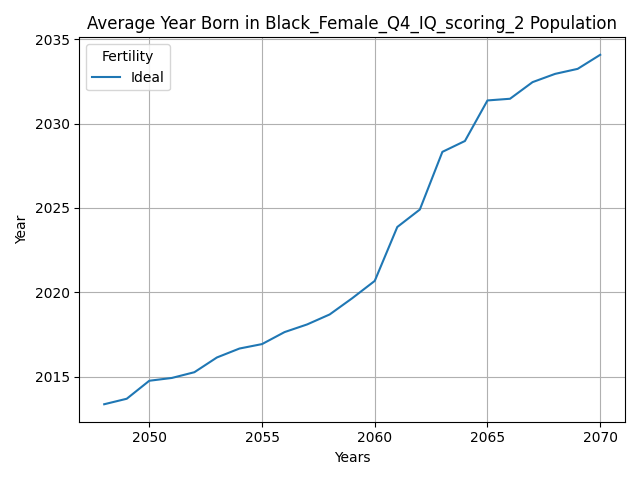 Average Year Born in Black_Female_Q4_IQ_scoring_2 Population
2035
2030
2025
2020
2015
Year
Fertility
Ideal
2050 2055 2060 2065 2070
Years